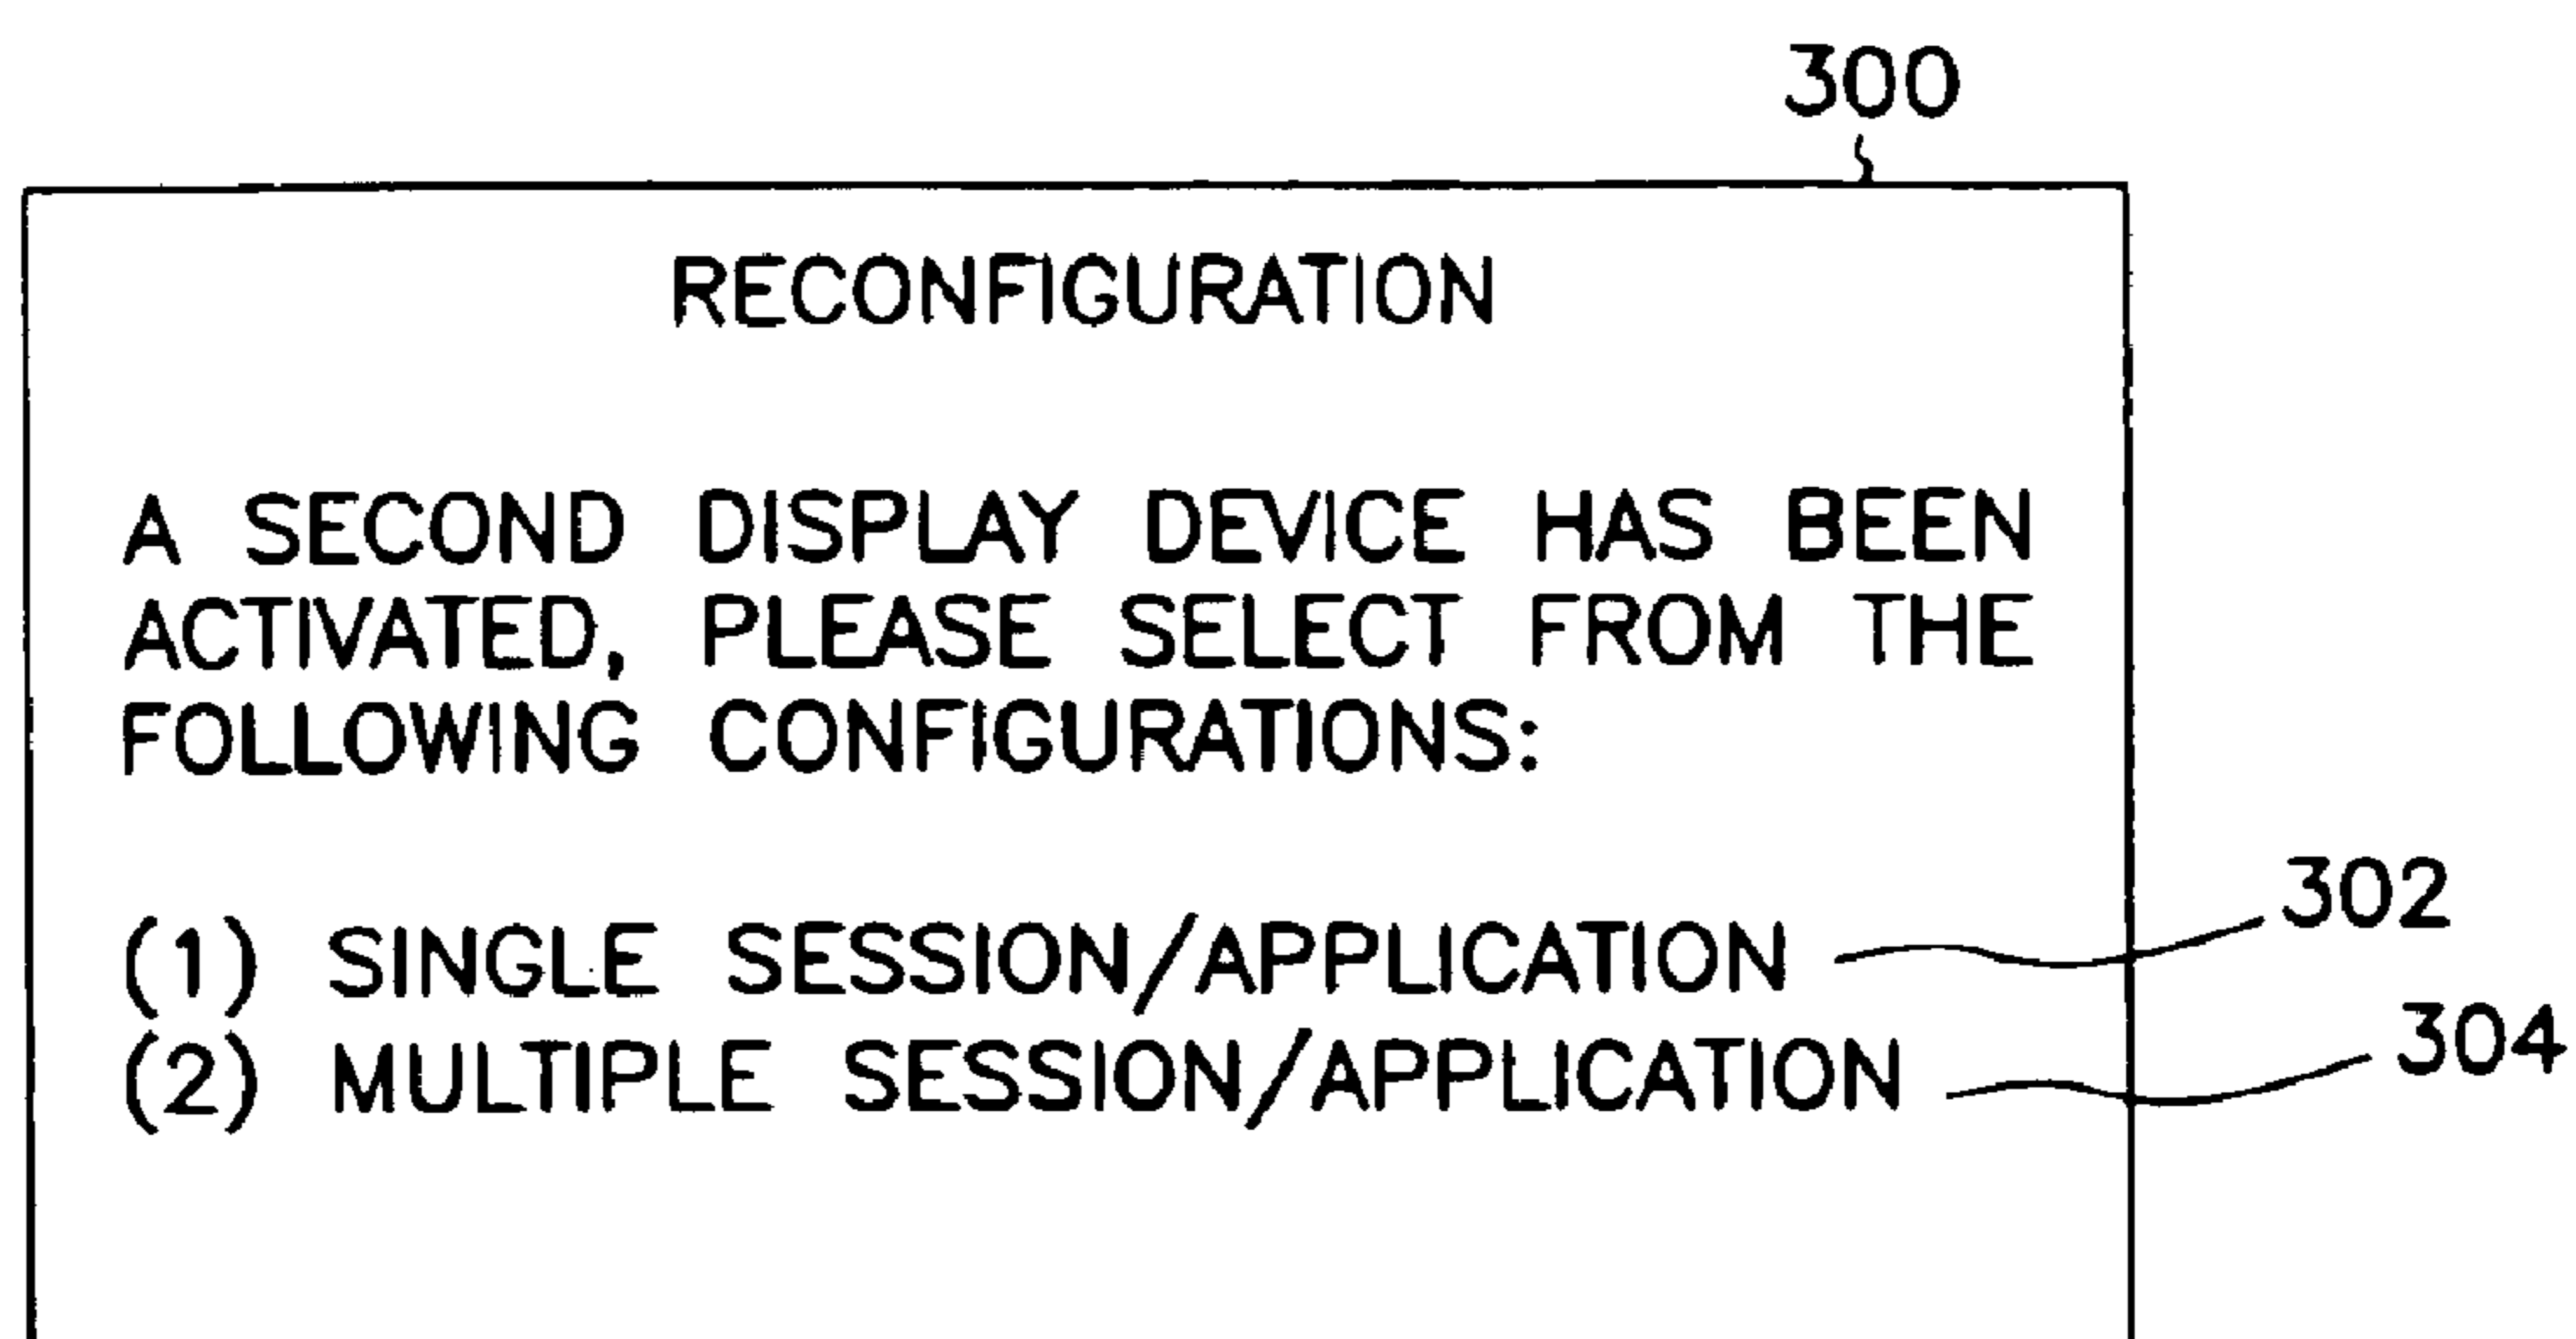 300
RECONFIGURATION
A SECOND DISPLAY DEVICE HAS BEEN
ACTIVATED, PLEASE SELECT FROM THE
FOLLOWING CONFIGURATIONS:
(1) SINGLE SESSION/APPLICATION 302
(2) MULTIPLE SESSION/APPLICATION 304